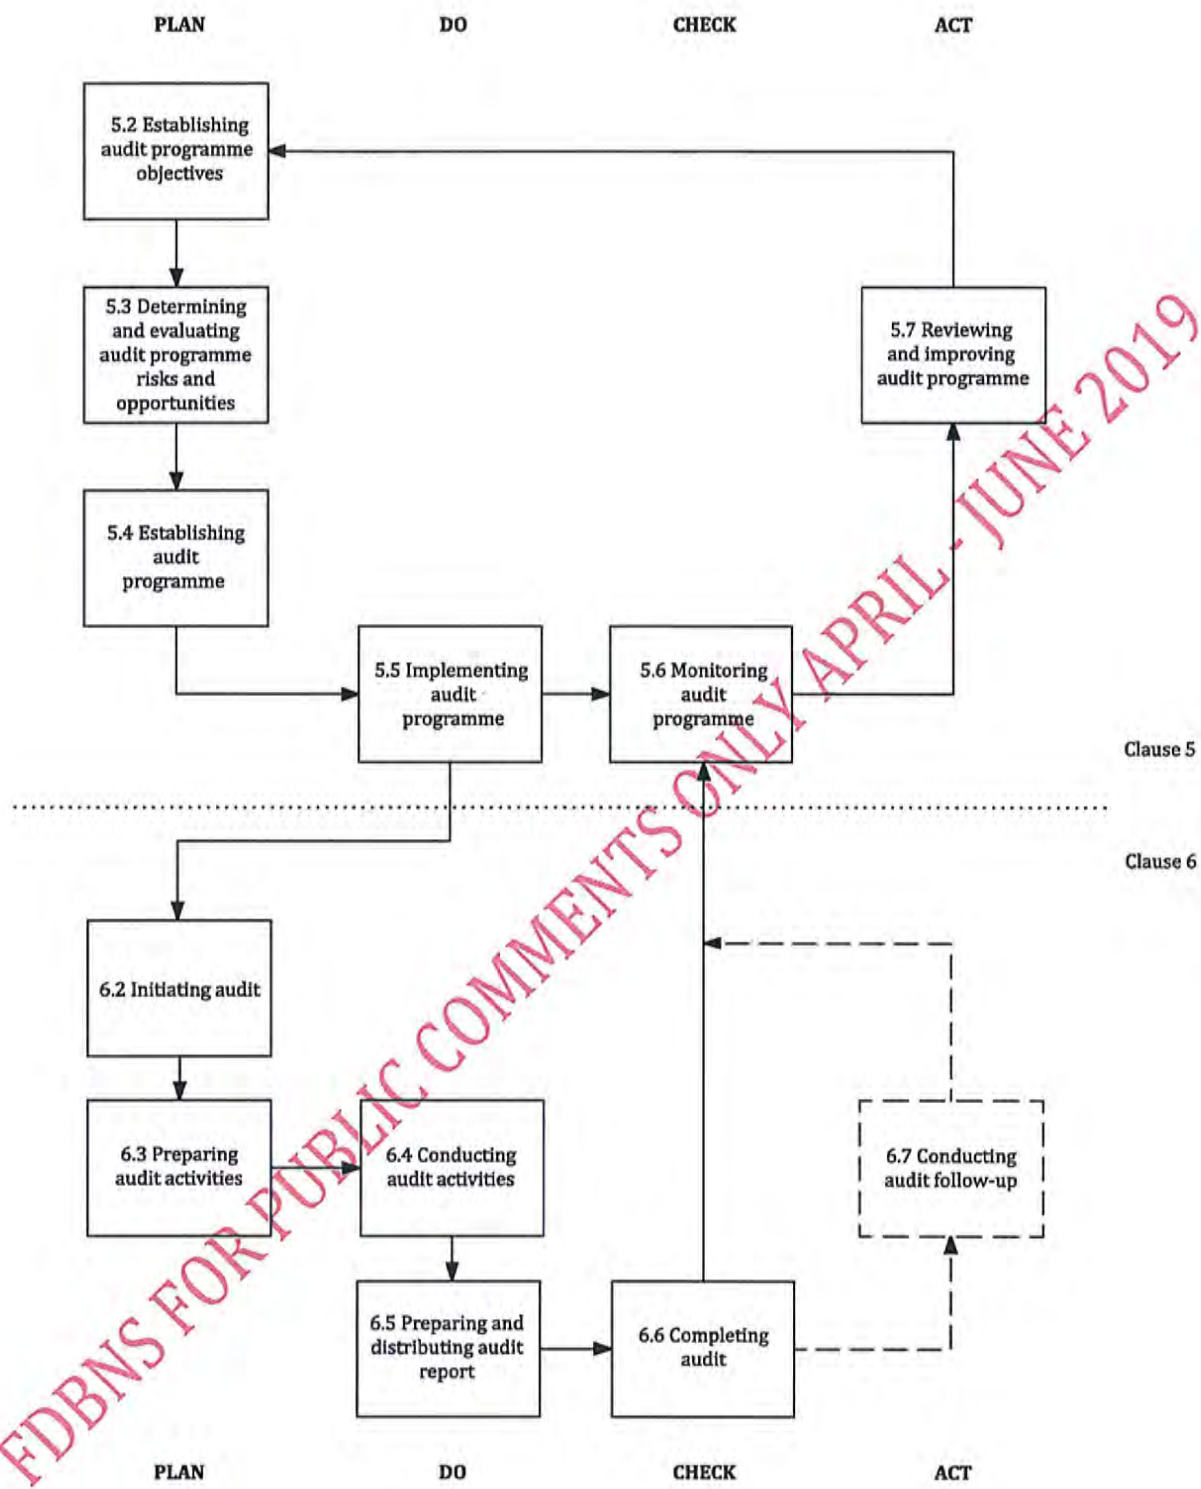 PLAN
DO
CHECK
ACT
5.2 Establishing
audit programme
objectives
5.3 Determining
and evaluating
audit programme
risks and
opportunities
5.7 Reviewing
and improving
audit programme
5.4 Establishing
audit
programme
5.5 Implementing
audit
programme
5.6 Monitoring
audit
programme
Clause 5
Clause 6
6.2 Initiating audit
6.3 Preparing
audit activities
6.4 Conducting
audit activities
6.7 Conducting
audit follow-up
6.5 Preparing and
distributing audit
report
6.6 Completing
audit
PLAN
DO
CHECK
ACT
FDBNS FOR PUBLIC COMMENTS ONLY APRIL - JUNE 2019